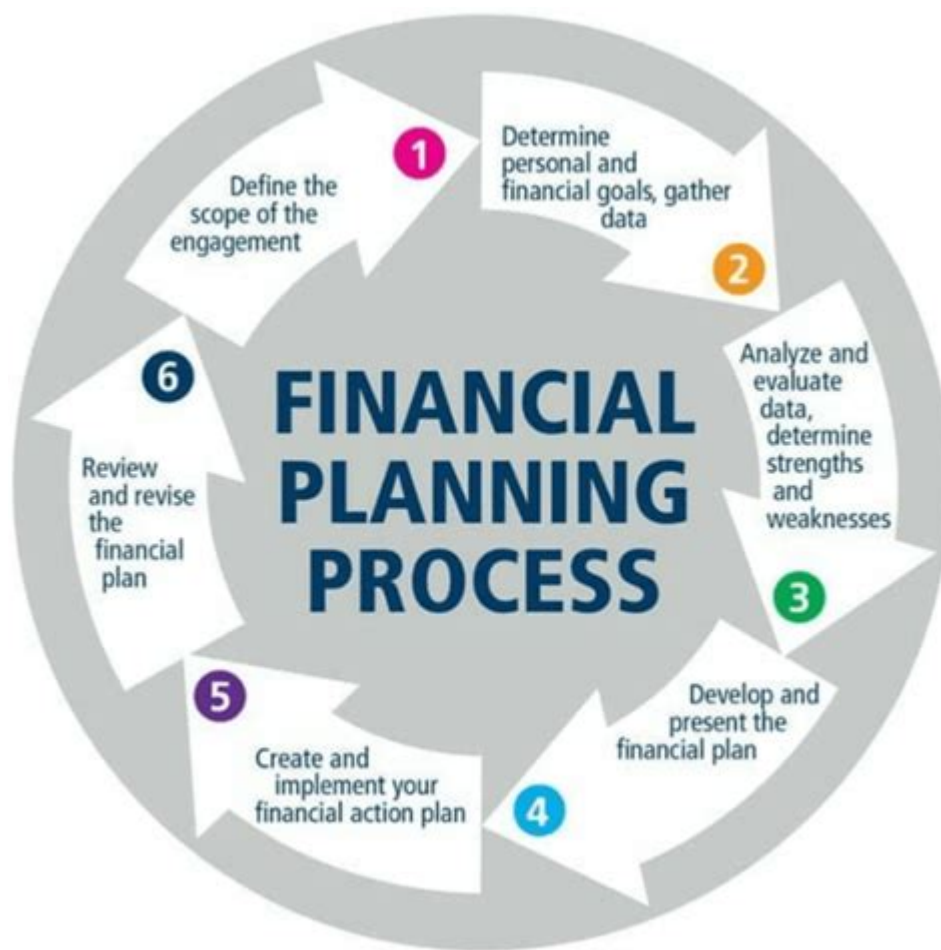 FINANCIAL
PLANNING
PROCESS
1
Define the
scope of the
engagement
2
Determine
personal and
financial goals, gather
data
3
Analyze and
evaluate
data,
determine
strengths
and
weaknesses
4
Develop and
present the
financial plan
5
Create and
implement your
financial action plan
6
Review
and revise
the
financial
plan